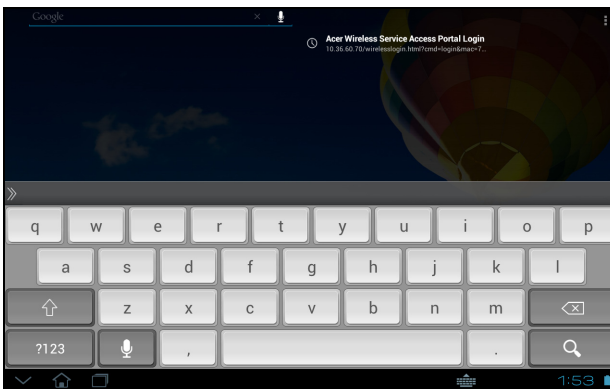 Google
Acer Wireless Service Access Portal Login
10.36.60.70/wirelesslogin.html?cmd=login&mac=7...
q w e r t y u i o p
a s d f g h j k l
z x c v b n m
?123 , .
1:53